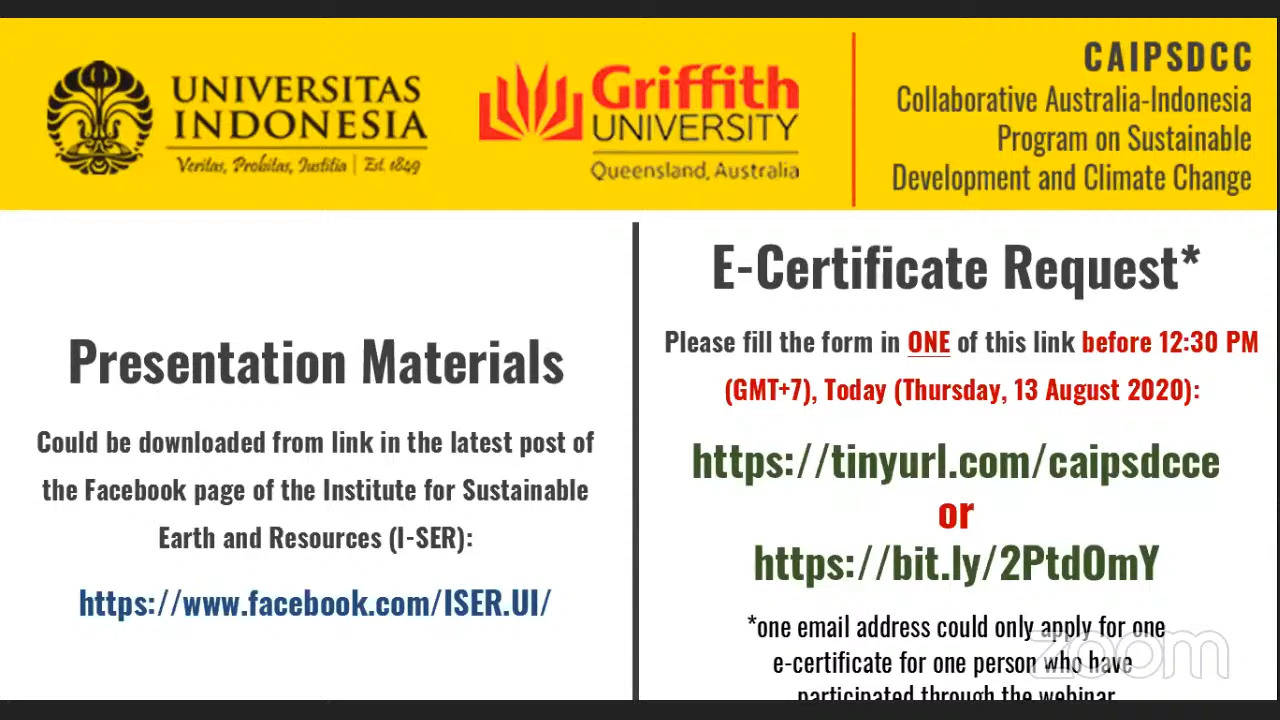 UNIVERSITAS
INDONESIA
Veritas, Probitas, Justitia | Est. 1849
Griffith
UNIVERSITY
Queensland, Australia
CAIPSDCC
Collaborative Australia-Indonesia
Program on Sustainable
Development and Climate Change
Presentation Materials
Could be downloaded from link in the latest post of
the Facebook page of the Institute for Sustainable
Earth and Resources (I-SER):
https://www.facebook.com/ISER.UI/
E-Certificate Request*
Please fill the form in ONE of this link before 12:30 PM
(GMT+7), Today (Thursday, 13 August 2020):
https://tinyurl.com/caipsdcce
or
https://bit.ly/2PtdOmY
*one email address could only apply for one
e-certificate for one person who have
participated through the webinar
zoom